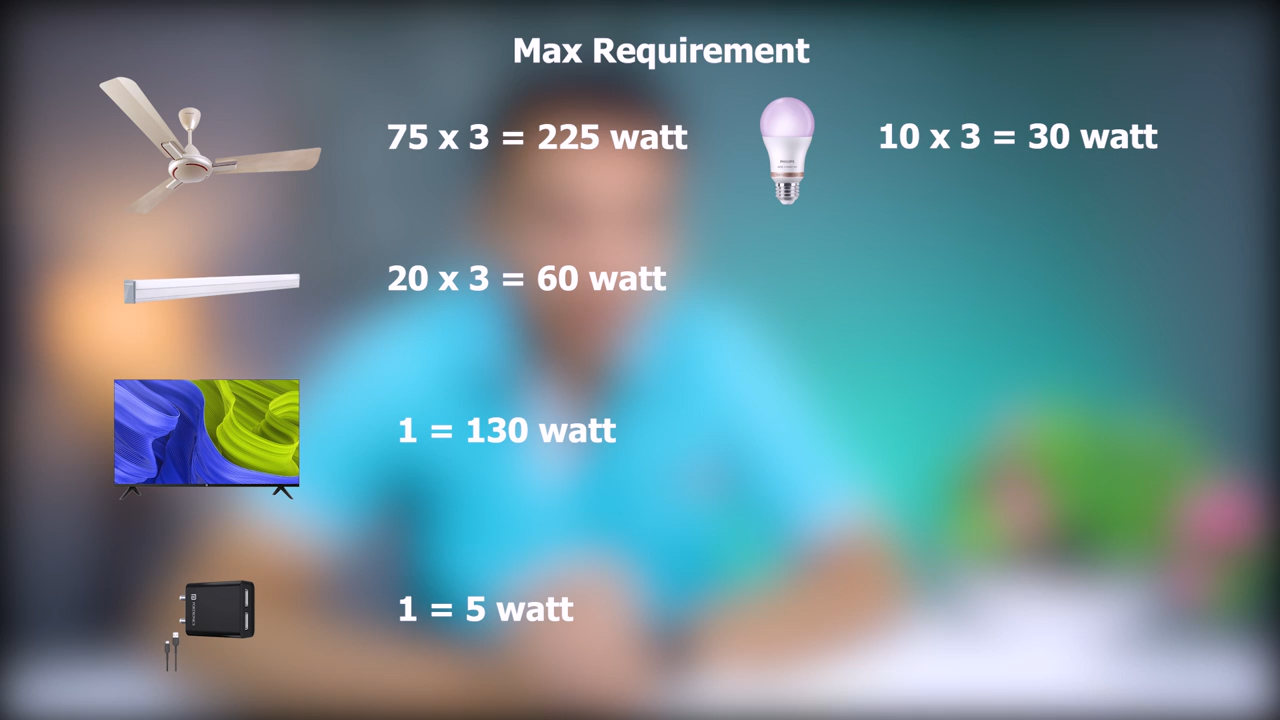 Max Requirement
75 x 3 = 225 watt
10 x 3 = 30 watt
20 x 3 = 60 watt
1 = 130 watt
1 = 5 watt